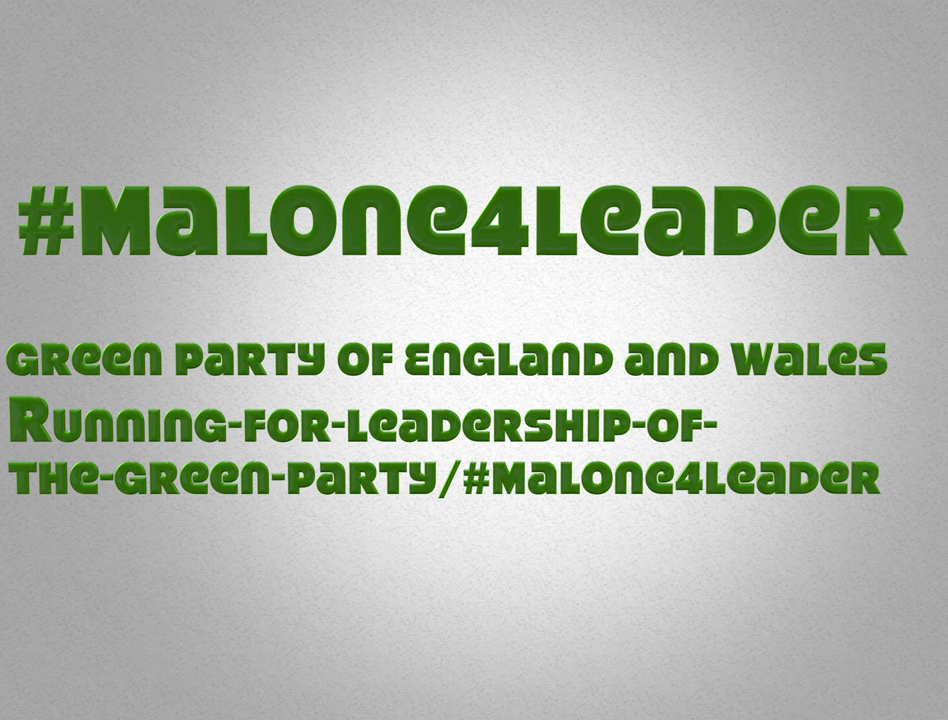 #Malone4Leader
Green Party of England and Wales
Running-for-leadership-of-
the-Green-Party/#Malone4Leader